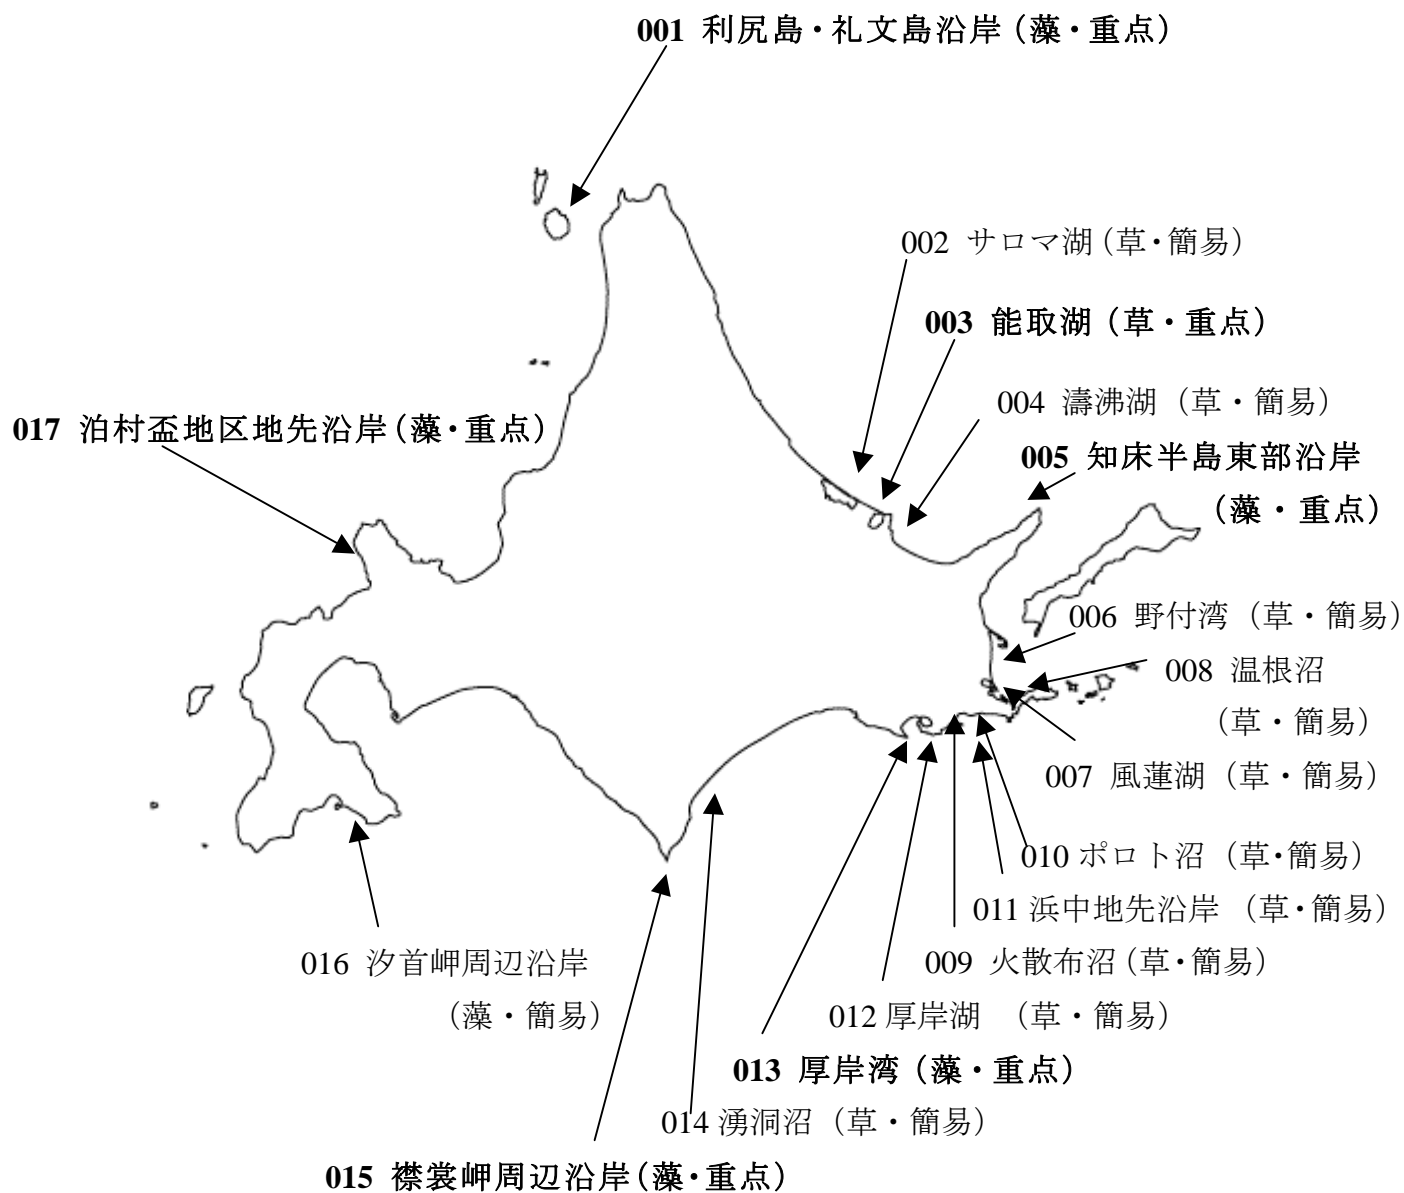 001 利尻島・礼文島沿岸（藻・重点）
002 サロマ湖（草・簡易）
003 能取湖（草・重点）
004 濤沸湖（草・簡易）
017 泊村盃地区地先沿岸（藻・重点）
005 知床半島東部沿岸
（藻・重点）
006 野付湾（草・簡易）
008 温根沼
（草・簡易）
007 風蓮湖（草・簡易）
010 ポロト沼（草・簡易）
011 浜中地先沿岸（草・簡易）
009 火散布沼（草・簡易）
016 汐首岬周辺沿岸
（藻・簡易）
012 厚岸湖（草・簡易）
013 厚岸湾（藻・重点）
014 湧洞沼（草・簡易）
015 襟裳岬周辺沿岸（藻・重点）